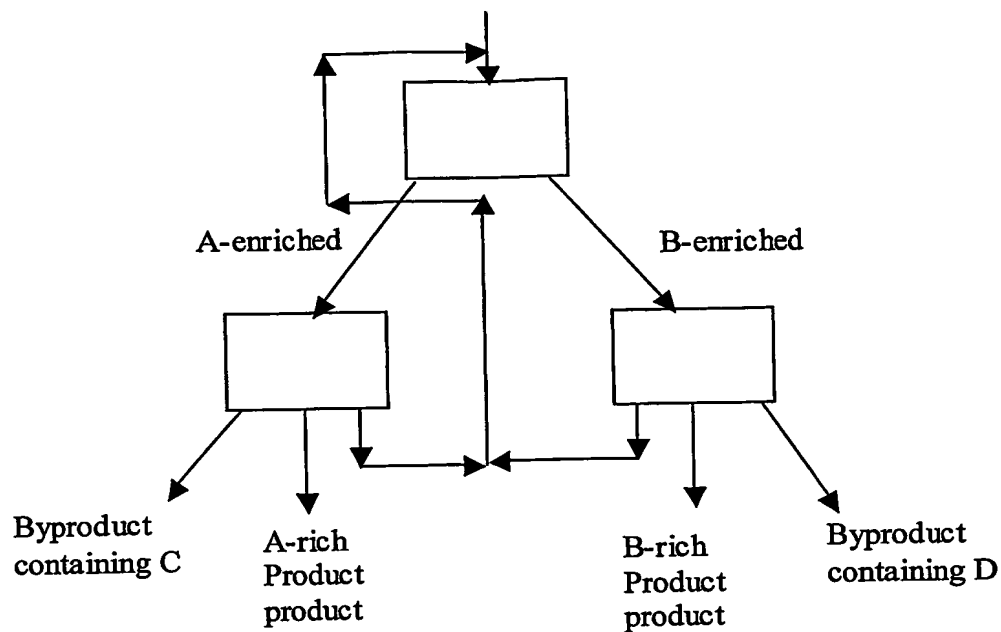 A-enriched
B-enriched
Byproduct
containing C
A-rich
Product
product
B-rich
Product
product
Byproduct
containing D